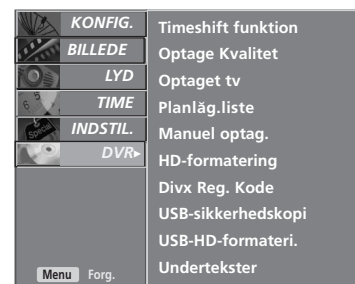 KONFIG.
BILLEDE
LYD
TIME
INDSTIL.
DVR
Menu Forg.
Timeshift funktion
Optage Kvalitet
Optaget tv
Planlăg.liste
Manuel optag.
HD-formatering
Divx Reg. Kode
USB-sikkerhedskopi
USB-HD-formateri.
Undertekster